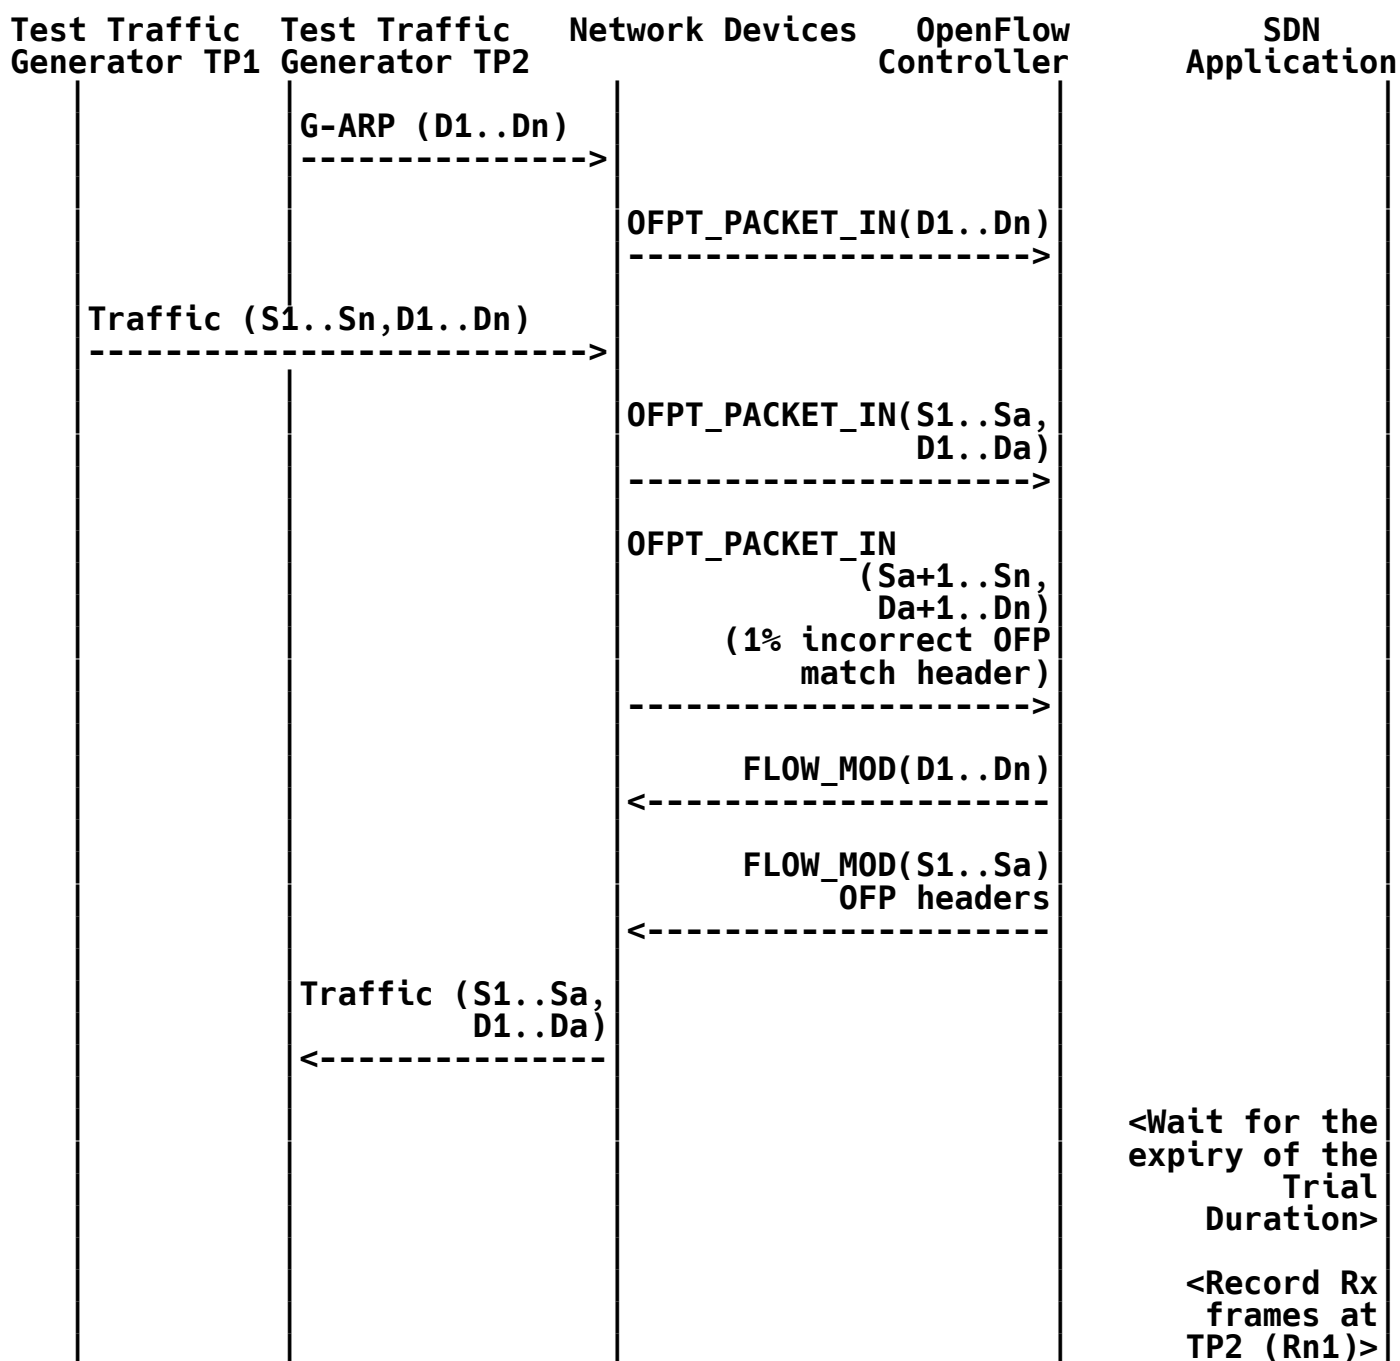 Test Traffic Test Traffic Network Devices OpenFlow SDN
Generator TP1 Generator TP2 Controller Application
G-ARP (D1..Dn)
--------------->
OFPT_PACKET_IN(D1..Dn)
--------------------->
Traffic (S1..Sn,D1..Dn)
-------------------------->
OFPT_PACKET_IN(S1..Sa,
D1..Da)
--------------------->
OFPT_PACKET_IN
(Sa+1..Sn,
Da+1..Dn)
(1% incorrect OFP
match header)
--------------------->
FLOW_MOD(D1..Dn)
<---------------------
FLOW_MOD(S1..Sa)
OFP headers
<---------------------
Traffic (S1..Sa,
D1..Da)
<---------------
<Wait for the
expiry of the
Trial
Duration>
<Record Rx
frames at
TP2 (Rn1)>